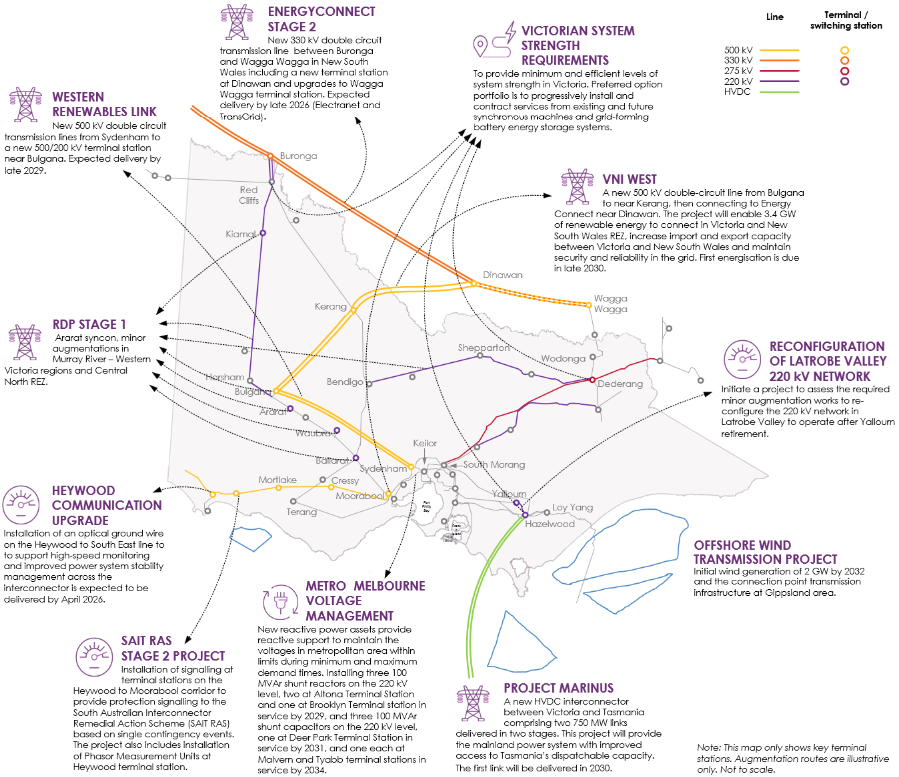 ENERGYCONNECT
STAGE 2
New 330 kV double circuit
transmission line between Buronga
and Wagga Wagga in New South
Wales including a new terminal station
at Dinawan and upgrades to Wagga
Wagga terminal station. Expected
delivery by late 2026 (Electranet and
TransGrid).
VICTORIAN SYSTEM
STRENGTH
REQUIREMENTS
To provide minimum and efficient levels of
system strength in Victoria. Preferred option
portfolio is to progressively install and
contract services from existing and future
synchronous machines and grid-forming
battery energy storage systems.
Line
Terminal /
switching station
500 kV
330 kV
275 kV
220 kV
HVDC
WESTERN
RENEWABLES LINK
New 500 kV double circuit
transmission lines from Sydenham to
a new 500/200 kV terminal station
near Bulgana. Expected delivery by
late 2029.
VNI WEST
A new 500 kV double-circuit line from Bulgana
to near Kerang, then connecting to Energy
Connect near Dinawan. The project will enable 3.4 GW
of renewable energy to connect in Victoria and New
South Wales REZ, increase import and export capacity
between Victoria and New South Wales and maintain
security and reliability in the grid. First energisation is due
in late 2030.
Buronga
Red
Cliffs
Kiamal
Dinawan
Wagga
Wagga
Kerang
RDP STAGE 1
Ararat syncon, minor
augmentations in
Murray River – Western
Victoria regions and Central
North REZ.
Shepparton
Wodonga
Horsham
Bendigo
Dederang
Bulgana
Ararat
Waubra
Ballarat
Keilor
Sydenham
South Morang
RECONFIGURATION
OF LATROBE VALLEY
220 kV NETWORK
Initiate a project to assess the required
minor augmentation works to re-
configure the 220 kV network in
Latrobe Valley to operate after Yallourn
retirement.
Mortlake
Cressy
Moorabool
Terang
Port
Phillip
Bay
Yallourn
Loy Yang
Hazelwood
HEYWOOD
COMMUNICATION
UPGRADE
Installation of an optical ground wire
on the Heywood to South East line to
to support high-speed monitoring
and improved power system stability
management across the
interconnector is expected to be
delivered by April 2026.
OFFSHORE WIND
TRANSMISSION PROJECT
Initial wind generation of 2 GW by 2032
and the connection point transmission
infrastructure at Gippsland area.
METRO MELBOURNE
VOLTAGE
MANAGEMENT
New reactive power assets provide
reactive support to maintain the
voltages in metropolitan area within
limits during minimum and maximum
demand times. Installing three 100
MVAr shunt reactors on the 220 kV
level, two at Altona Terminal Station
and one at Brooklyn Terminal station in
service by 2029, and three 100 MVAr
shunt capacitors on the 220 kV level,
one at Deer Park Terminal Station in
service by 2031, and one each at
Malvern and Tyabb terminal stations in
service by 2034.
SAIT RAS
STAGE 2 PROJECT
Installation of signalling at
terminal stations on the
Heywood to Moorabool corridor to
provide protection signalling to the
South Australian Interconnector
Remedial Action Scheme (SAIT RAS)
based on single contingency events.
The project also includes installation
of Phasor Measurement Units at
Heywood terminal station.
PROJECT MARINUS
A new HVDC interconnector
between Victoria and Tasmania
comprising two 750 MW links
delivered in two stages. This project will provide
the mainland power system with improved
access to Tasmania's dispatchable capacity.
The first link will be delivered in 2030.
Note: This map only shows key terminal
stations. Augmentation routes are illustrative
only. Not to scale.